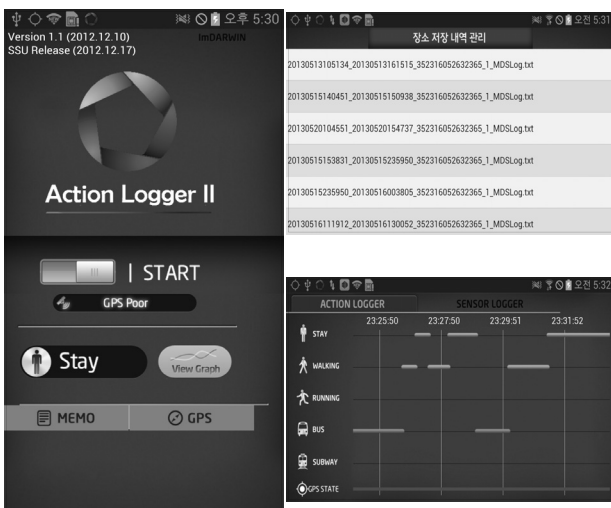 오후 5:30
Version 1.1 (2012.12.10)
ImDARWIN
SSU Release (2012.12.17)
Action Logger II
START
GPS Poor
Stay
View Graph
MEMO
GPS
오전 5:31
장소 저장 내역 관리
20130513105134_20130513161515_352316052632365_1_MDSLog.txt
20130515140451_20130515150938_352316052632365_1_MDSLog.txt
20130520104551_20130520154737_352316052632365_1_MDSLog.txt
20130515153831_20130515235950_352316052632365_1_MDSLog.txt
20130515235950_20130516003805_352316052632365_1_MDSLog.txt
20130516111912_20130516130052_352316052632365_1_MDSLog.txt
오전 5:32
ACTION LOGGER
SENSOR LOGGER
23:25:50 23:27:50 23:29:51 23:31:52
STAY
WALKING
RUNNING
BUS
SUBWAY
GPS STATE